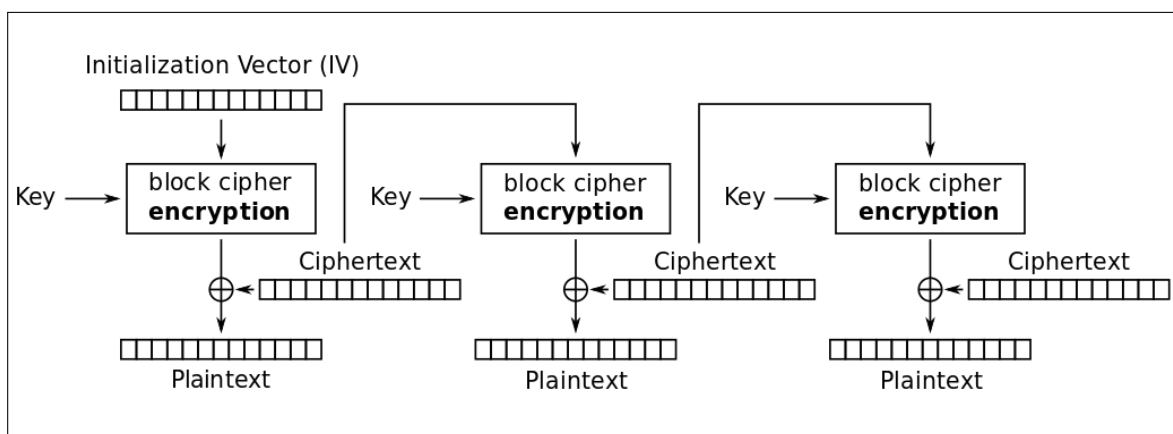 Initialization Vector (IV)
Key
block cipher
encryption
Key
block cipher
encryption
Key
block cipher
encryption
Ciphertext
Ciphertext
Ciphertext
Plaintext
Plaintext
Plaintext